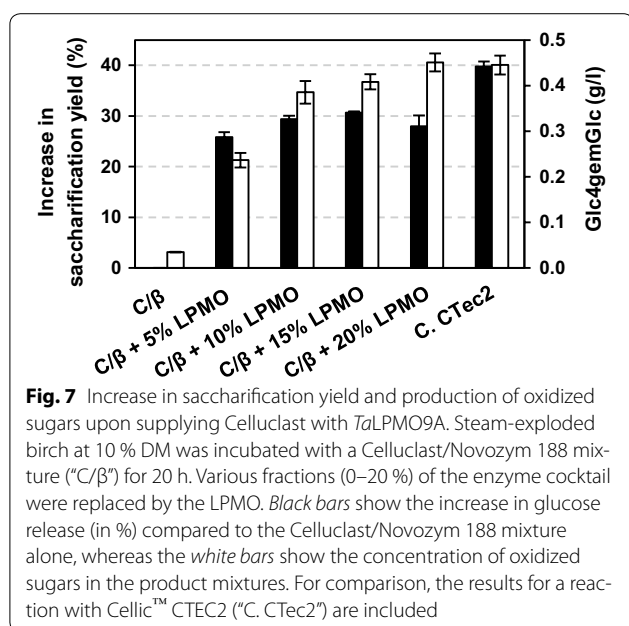 Increase in
saccharification yield (%)
40
30
20
10
0
0.5
0.4
0.3
0.2
0.1
0.0
Glc4gemGlc (g/l)
C/β
C/β + 5% LPMO
C/β + 10% LPMO
C/β + 15% LPMO
C/β + 20% LPMO
C. CTec2
Fig. 7 Increase in saccharification yield and production of oxidized
sugars upon supplying Celluclast with TaLPMO9A. Steam-exploded
birch at 10 % DM was incubated with a Celluclast/Novozym 188 mix-
ture (“C/β”) for 20 h. Various fractions (0–20 %) of the enzyme cocktail
were replaced by the LPMO. Black bars show the increase in glucose
release (in %) compared to the Celluclast/Novozym 188 mixture
alone, whereas the white bars show the concentration of oxidized
sugars in the product mixtures. For comparison, the results for a reac-
tion with Cellic™ CTEC2 (“C. CTec2”) are included